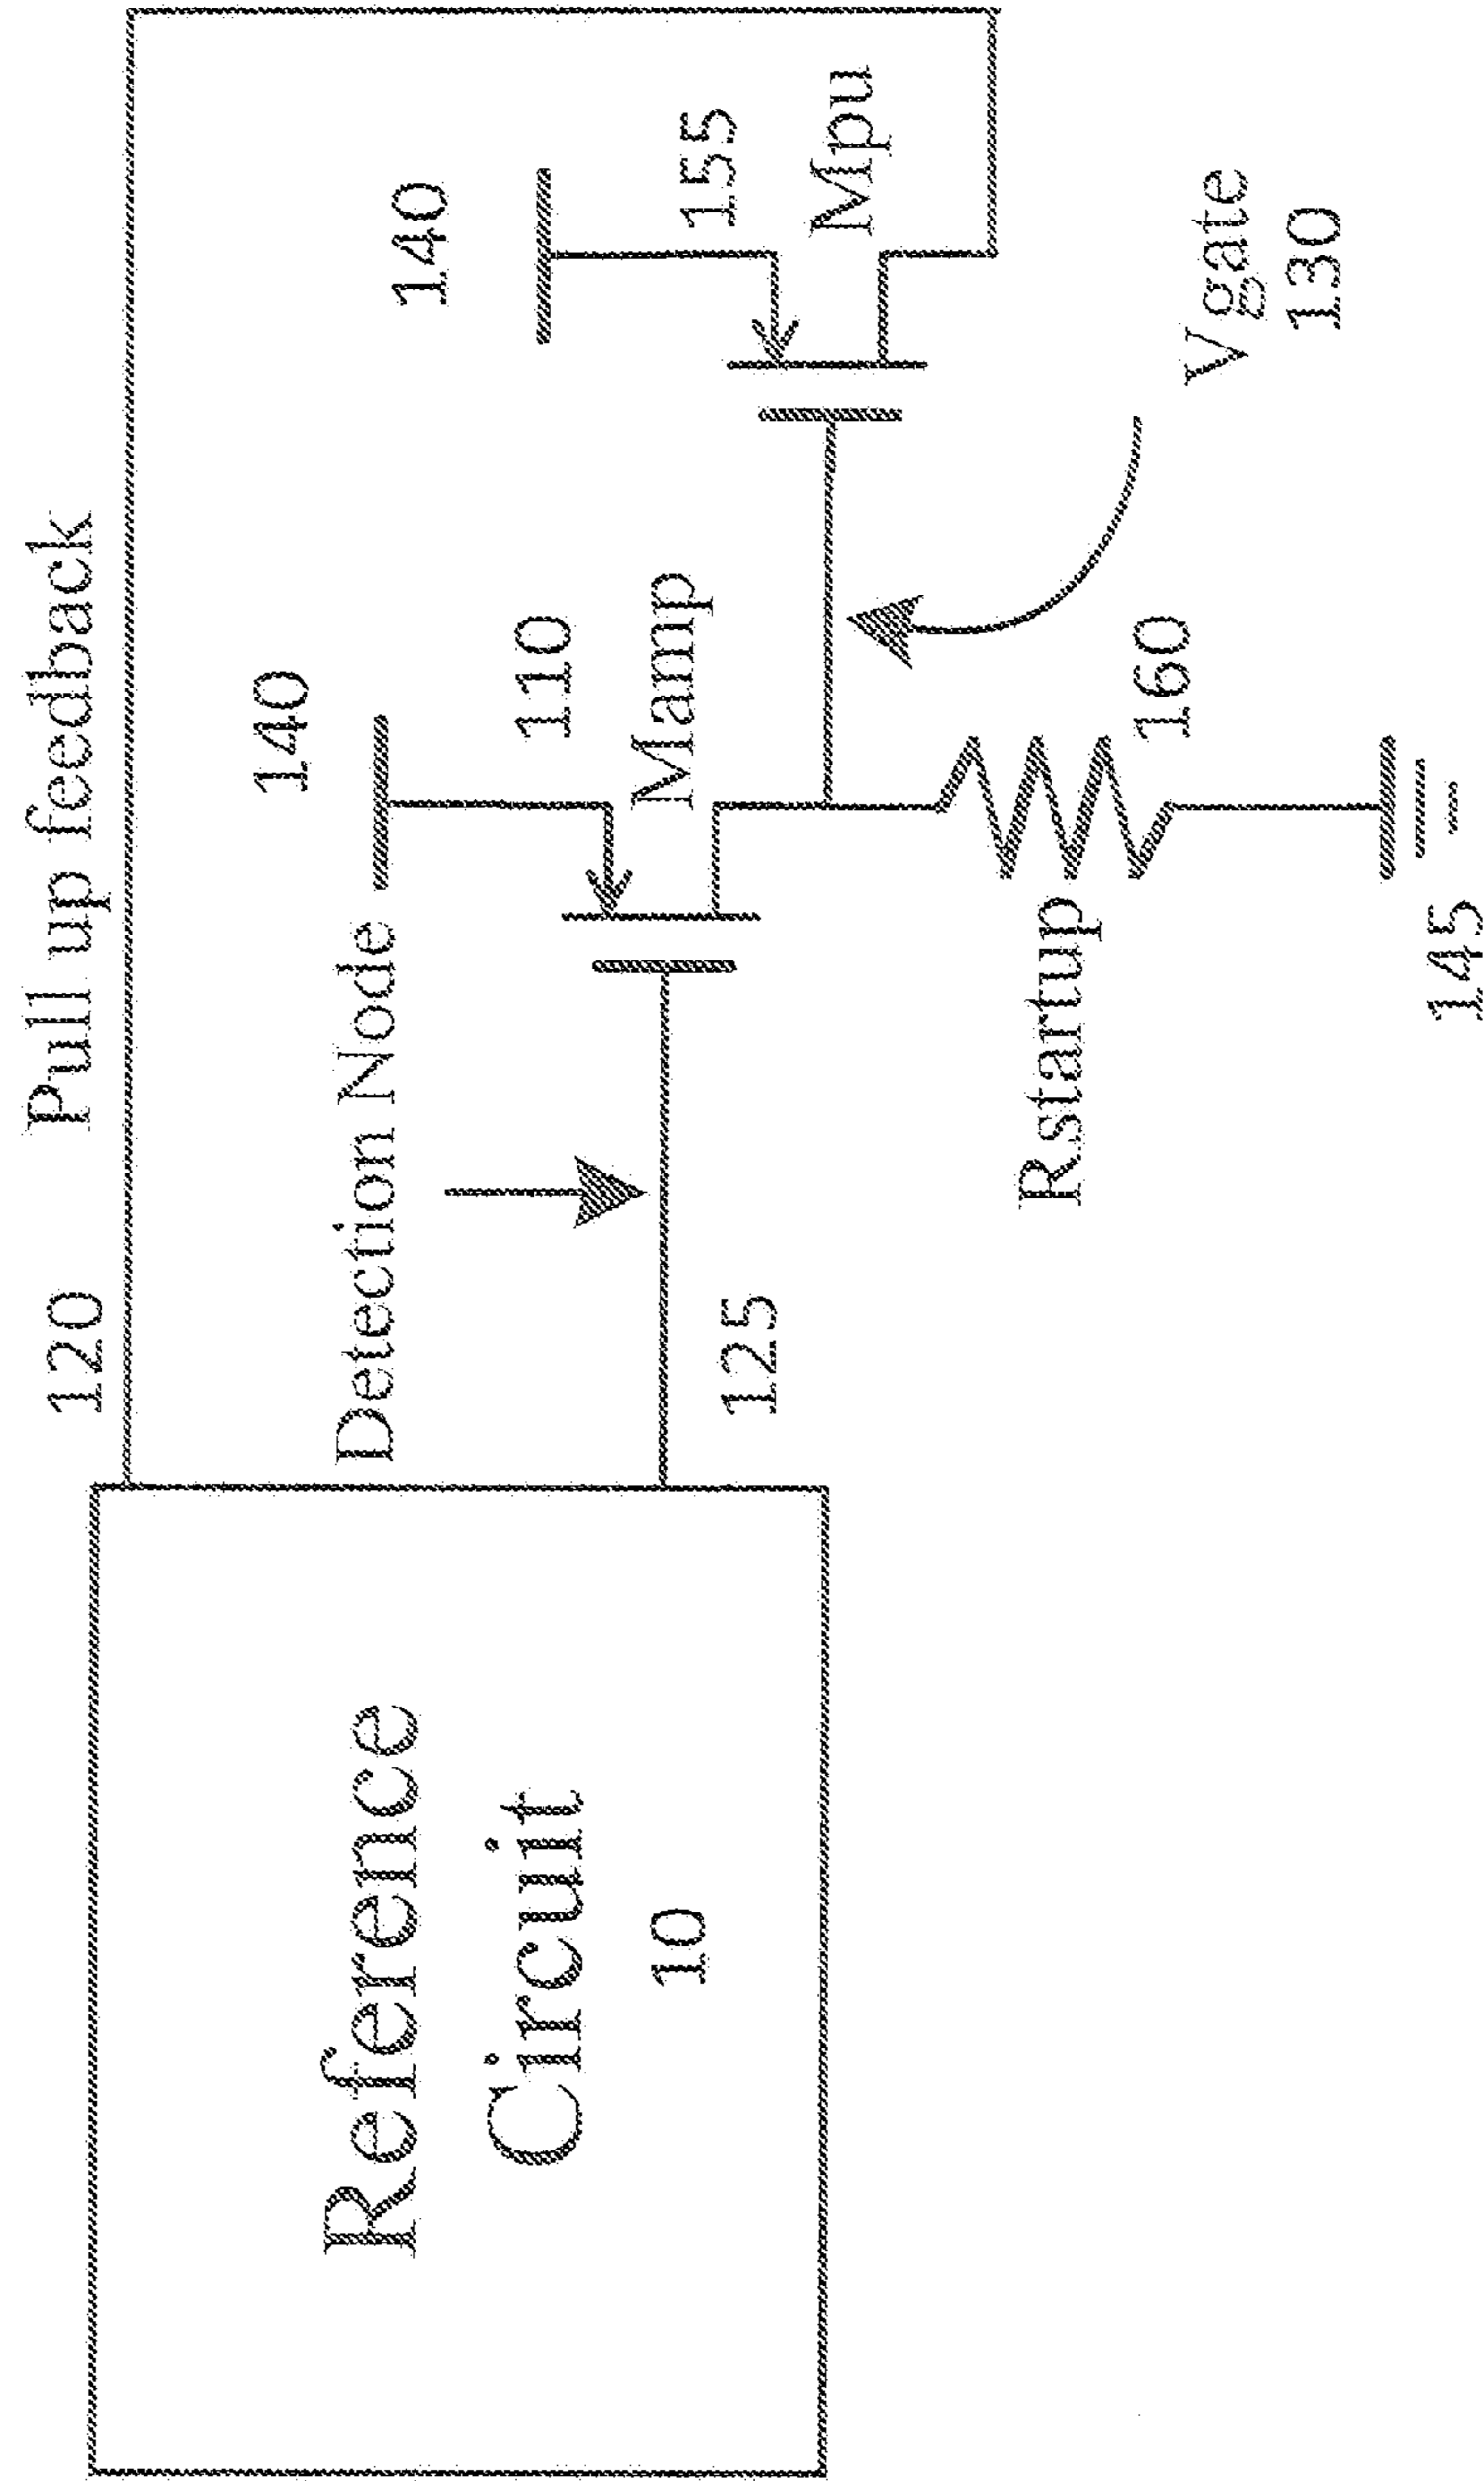 120 Pull up feedback
Detection Node
140
140
110
Mamp
155
Mpu
125
Reference
Circuit
10
Rstartup
160
Vgate
130
145